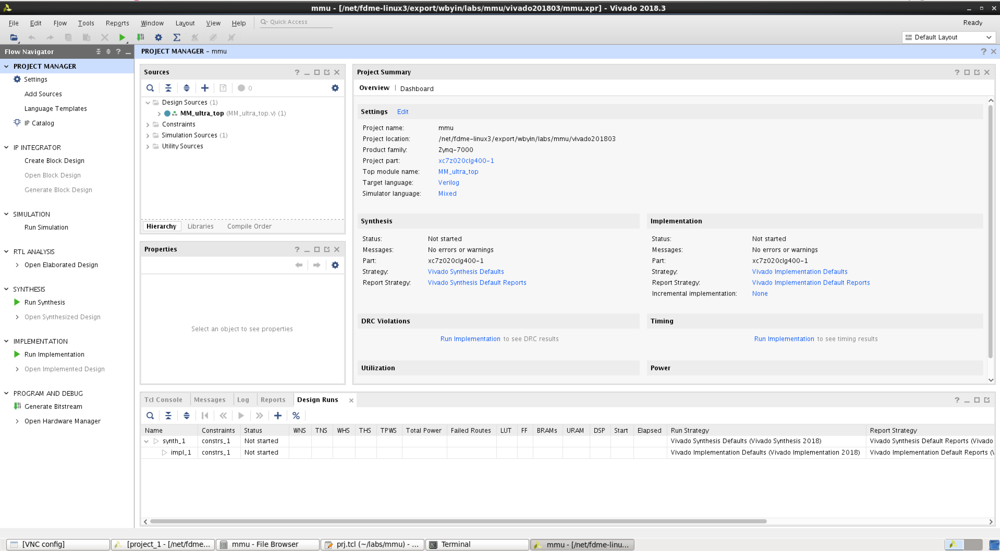 mmu - [/net/fdme-linux3/export/wbyin/labs/mmu/vivado201803/mmu.xpr] - Vivado 2018.3
File Edit Flow Tools Reports Window Layout View Help Quick Access Ready
Default Layout
Flow Navigator
PROJECT MANAGER
Settings
Add Sources
Language Templates
IP Catalog
IP INTEGRATOR
Create Block Design
Open Block Design
Generate Block Design
SIMULATION
Run Simulation
RTL ANALYSIS
Open Elaborated Design
SYNTHESIS
Run Synthesis
Open Synthesized Design
IMPLEMENTATION
Run Implementation
Open Implemented Design
PROGRAM AND DEBUG
Generate Bitstream
Open Hardware Manager
PROJECT MANAGER - mmu
Sources
0
Design Sources (1)
MM_ultra_top (MM_ultra_top.v) (1)
Constraints
Simulation Sources (1)
Utility Sources
Hierarchy Libraries Compile Order
Properties
Select an object to see properties
Project Summary
Overview | Dashboard
Settings Edit
Project name: mmu
Project location: /net/fdme-linux3/export/wbyin/labs/mmu/vivado201803
Product family: Zynq-7000
Project part: xc7z020clg400-1
Top module name: MM_ultra_top
Target language: Verilog
Simulator language: Mixed
Synthesis
Status: Not started
Messages: No errors or warnings
Part: xc7z020clg400-1
Strategy: Vivado Synthesis Defaults
Report Strategy: Vivado Synthesis Default Reports
Implementation
Status: Not started
Messages: No errors or warnings
Part: xc7z020clg400-1
Strategy: Vivado Implementation Defaults
Report Strategy: Vivado Implementation Default Reports
Incremental implementation: None
DRC Violations
Run Implementation to see DRC results
Timing
Run Implementation to see timing results
Utilization
Power
Tcl Console Messages Log Reports Design Runs
Name Constraints Status WNS TNS WHS THS TPWS Total Power Failed Routes LUT FF BRAMs URAM DSP Start Elapsed Run Strategy Report Strategy
synth_1 constrs_1 Not started Vivado Synthesis Defaults (Vivado Synthesis 2018) Vivado Synthesis Default Reports (Vivado
impl_1 constrs_1 Not started Vivado Implementation Defaults (Vivado Implementation 2018) Vivado Implementation Default Reports (V
[VNC config] [project_1 - [/net/fdme... mmu - File Browser prj.tcl (~/labs/mmu) - ... Terminal mmu - [/net/fdme-linu...